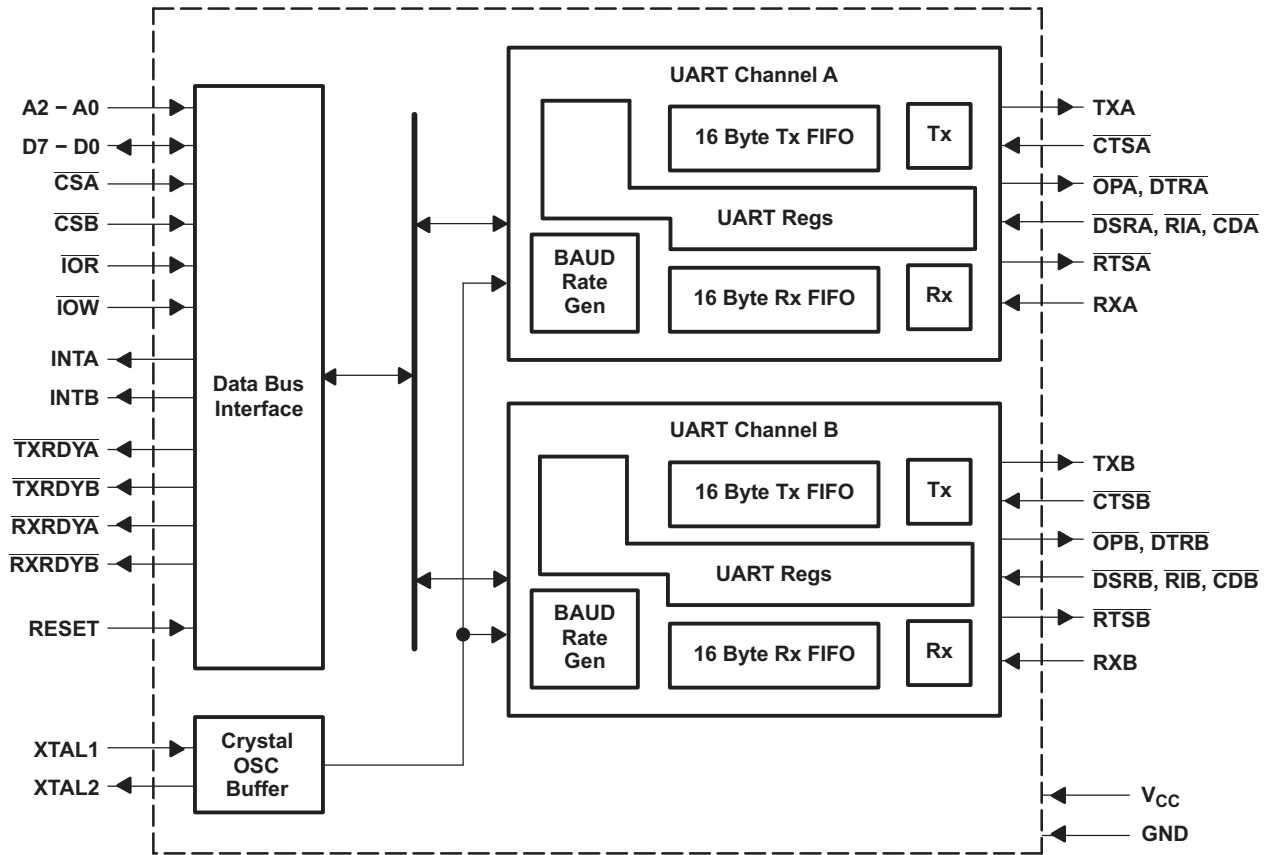 A2 − A0
D7 − D0
CSA
CSB
IOR
IOW
INTA
INTB
TXRDYA
TXRDYB
RXRDYA
RXRDYB
RESET
XTAL1
XTAL2
Data Bus
Interface
Crystal
OSC
Buffer
UART Channel A
16 Byte Tx FIFO
Tx
UART Regs
BAUD
Rate
Gen
16 Byte Rx FIFO
Rx
UART Channel B
16 Byte Tx FIFO
Tx
UART Regs
BAUD
Rate
Gen
16 Byte Rx FIFO
Rx
TXA
CTSA
OPA, DTRA
DSRA, RIA, CDA
RTSA
RXA
TXB
CTSB
OPB, DTRB
DSRB, RIB, CDB
RTSB
RXB
VCC
GND